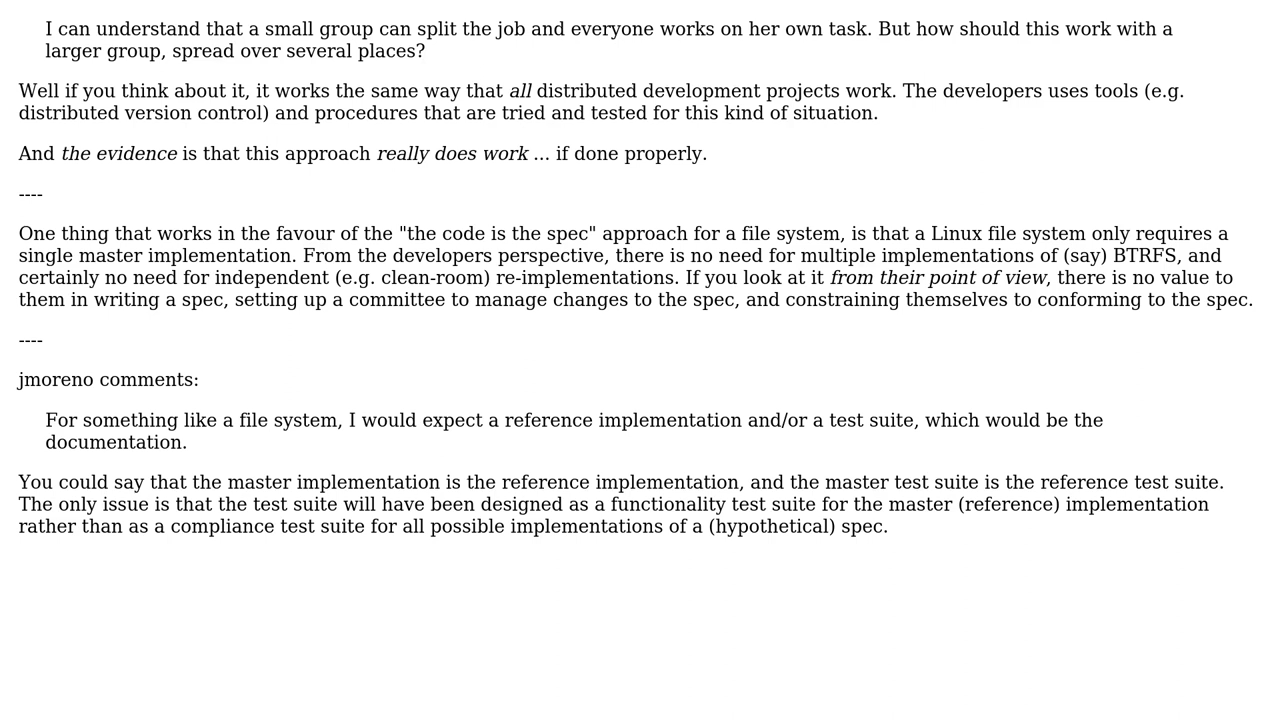 I can understand that a small group can split the job and everyone works on her own task. But how should this work with a
larger group, spread over several places?
Well if you think about it, it works the same way that all distributed development projects work. The developers uses tools (e.g.
distributed version control) and procedures that are tried and tested for this kind of situation.
And the evidence is that this approach really does work ... if done properly.
----
One thing that works in the favour of the "the code is the spec" approach for a file system, is that a Linux file system only requires a
single master implementation. From the developers perspective, there is no need for multiple implementations of (say) BTRFS, and
certainly no need for independent (e.g. clean-room) re-implementations. If you look at it from their point of view, there is no value to
them in writing a spec, setting up a committee to manage changes to the spec, and constraining themselves to conforming to the spec.
----
jmoreno comments:
For something like a file system, I would expect a reference implementation and/or a test suite, which would be the
documentation.
You could say that the master implementation is the reference implementation, and the master test suite is the reference test suite.
The only issue is that the test suite will have been designed as a functionality test suite for the master (reference) implementation
rather than as a compliance test suite for all possible implementations of a (hypothetical) spec.